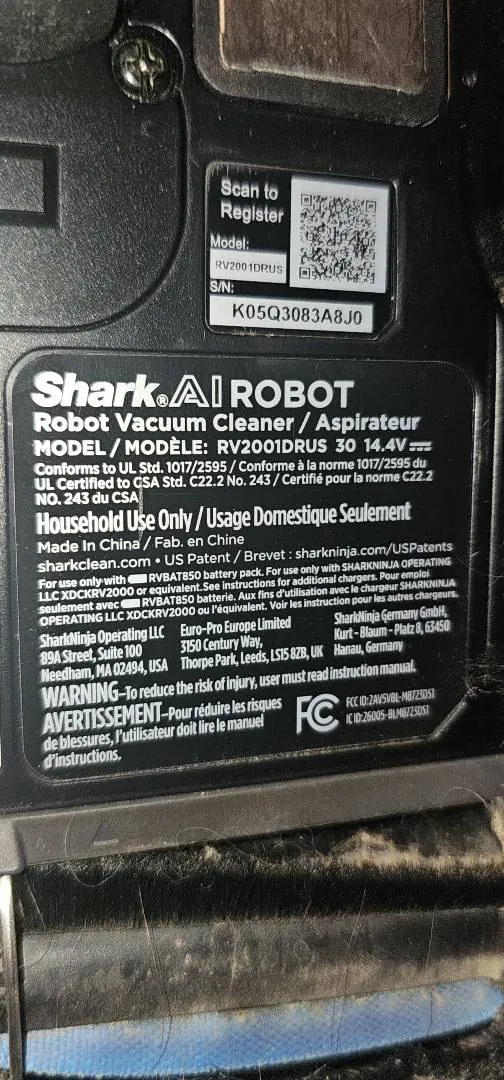 Scan to
Register
Model:
RV2001DRUS
S/N:
K05Q3083A8J0
Shark® AI ROBOT
Robot Vacuum Cleaner / Aspirateur
MODEL / MODÈLE: RV2001DRUS 30 14.4V
Conforms to UL Std. 1017/2595 / Conforme à la norme 1017/2595 du
UL Certified to CSA Std. C22.2 No. 243 / Certifié pour la norme C22.2
NO. 243 du CSA
Household Use Only / Usage Domestique Seulement
Made In China / Fab. en Chine
sharkclean.com • US Patent / Brevet : sharkninja.com/USPatents
For use only with RVBAT850 battery pack. For use only with SHARKNINJA OPERATING
LLC XDCKRV2000 or equivalent. See instructions for additional chargers. Pour emploi
seulement avec RVBAT850 batterie. Aux fins d'utilisation avec le chargeur SHARKNINJA
OPERATING LLC XDCKRV2000 ou l'équivalent. Voir les instruction pour les autres chargeurs.
SharkNinja Operating LLC
89A Street, Suite 100
Needham, MA 02494, USA
Euro-Pro Europe Limited
3150 Century Way,
Thorpe Park, Leeds, LS15 8ZB, UK
SharkNinja Germany GmbH,
Kurt - Blaum - Platz 8, 63450
Hanau, Germany
WARNING-To reduce the risk of injury, user must read instruction manual.
AVERTISSEMENT-Pour réduire les risques
de blessures, l'utilisateur doit lire le manuel
d'instructions.
FC
FCC ID: 2AV5VBL-M8723DS1
IC ID: 26005-BLM8723DS1